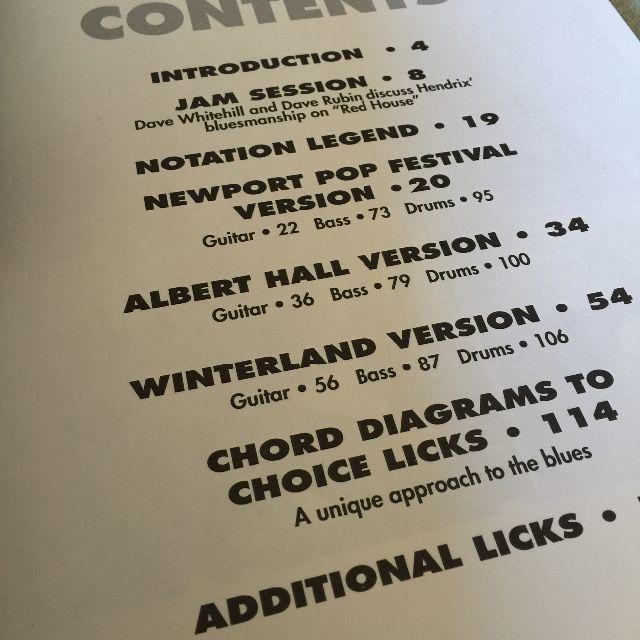 CONTENTS
INTRODUCTION • 4
JAM SESSION • 8
Dave Whitehill and Dave Rubin discuss Hendrix'
bluesmanship on "Red House"
NOTATION LEGEND • 19
NEWPORT POP FESTIVAL
VERSION • 20
Guitar • 22 Bass • 73 Drums • 95
ALBERT HALL VERSION • 34
Guitar • 36 Bass • 79 Drums • 100
WINTERLAND VERSION • 54
Guitar • 56 Bass • 87 Drums • 106
CHORD DIAGRAMS TO
CHOICE LICKS • 114
A unique approach to the blues
ADDITIONAL LICKS •